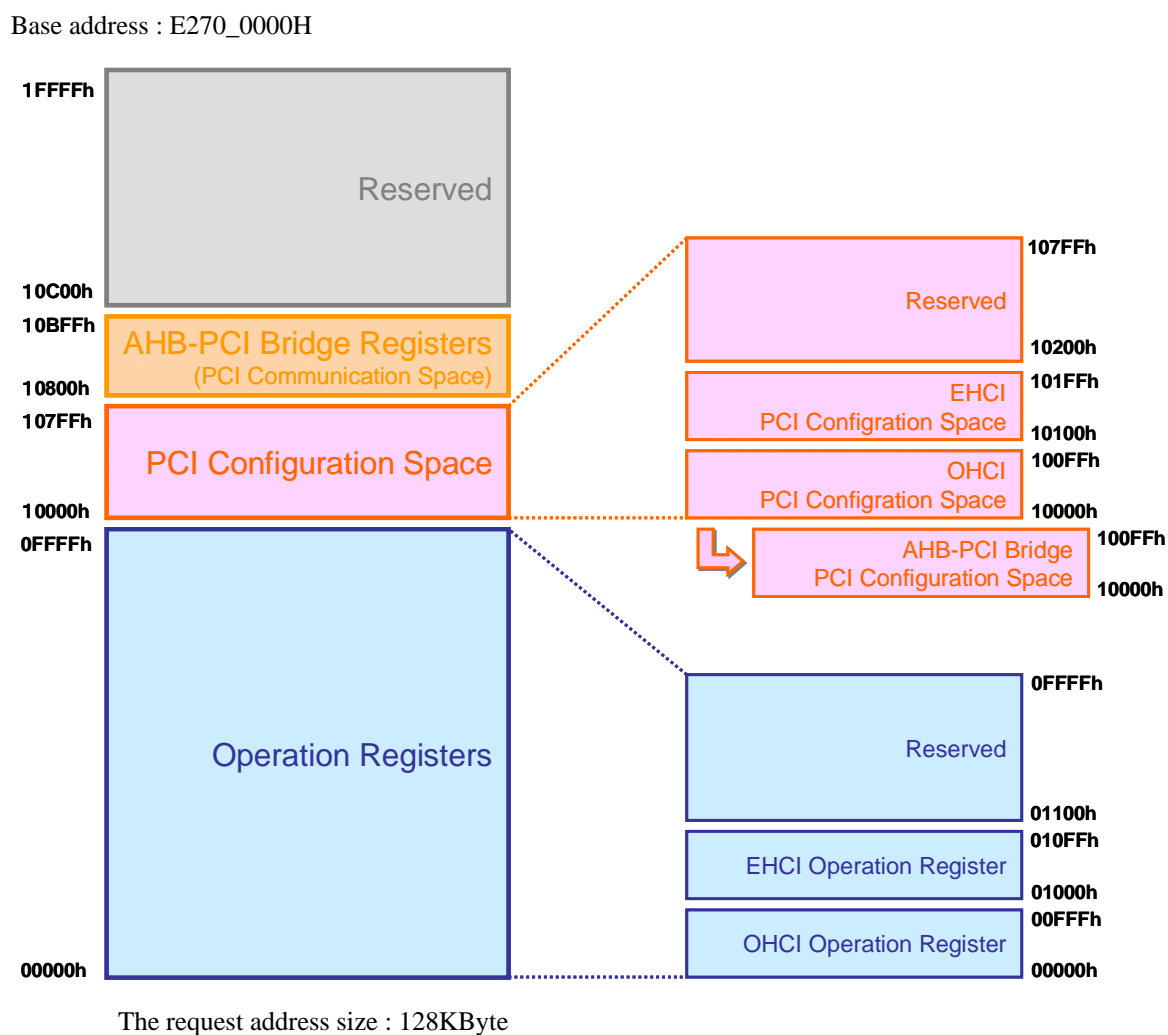 Base address : E270_0000H
1FFFFh
Reserved
10C00h
10BFFh
AHB-PCI Bridge Registers
(PCI Communication Space)
10800h
107FFh
PCI Configuration Space
10000h
0FFFFh
Operation Registers
00000h
107FFh
Reserved
10200h
101FFh
EHCI
PCI Configration Space
10100h
100FFh
OHCI
PCI Configration Space
10000h
100FFh
AHB-PCI Bridge
PCI Configuration Space
10000h
0FFFFh
Reserved
01100h
010FFh
EHCI Operation Register
01000h
00FFFh
OHCI Operation Register
00000h
The request address size : 128KByte